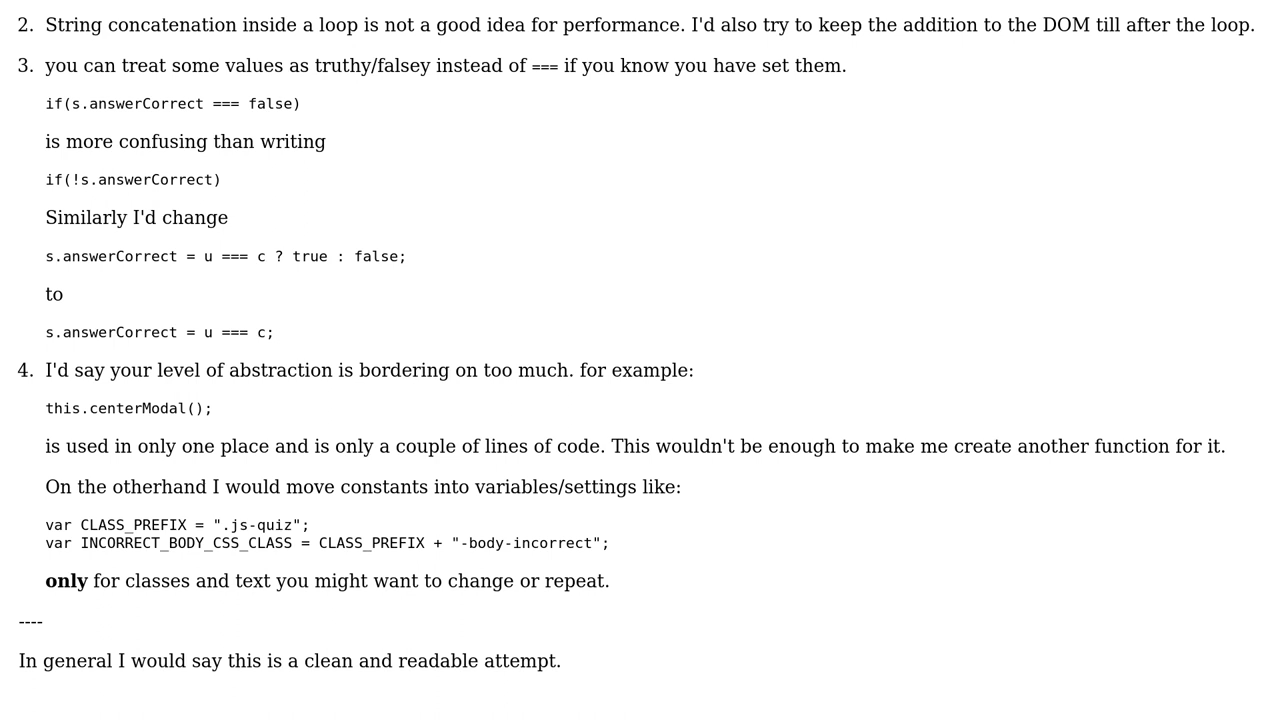 2. String concatenation inside a loop is not a good idea for performance. I'd also try to keep the addition to the DOM till after the loop.
3. you can treat some values as truthy/falsey instead of === if you know you have set them.
if(s.answerCorrect === false)
is more confusing than writing
if(!s.answerCorrect)
Similarly I'd change
s.answerCorrect = u === c ? true : false;
to
s.answerCorrect = u === c;
4. I'd say your level of abstraction is bordering on too much. for example:
this.centerModal();
is used in only one place and is only a couple of lines of code. This wouldn't be enough to make me create another function for it.
On the otherhand I would move constants into variables/settings like:
var CLASS_PREFIX = ".js-quiz";
var INCORRECT_BODY_CSS_CLASS = CLASS_PREFIX + "-body-incorrect";
only for classes and text you might want to change or repeat.
----
In general I would say this is a clean and readable attempt.